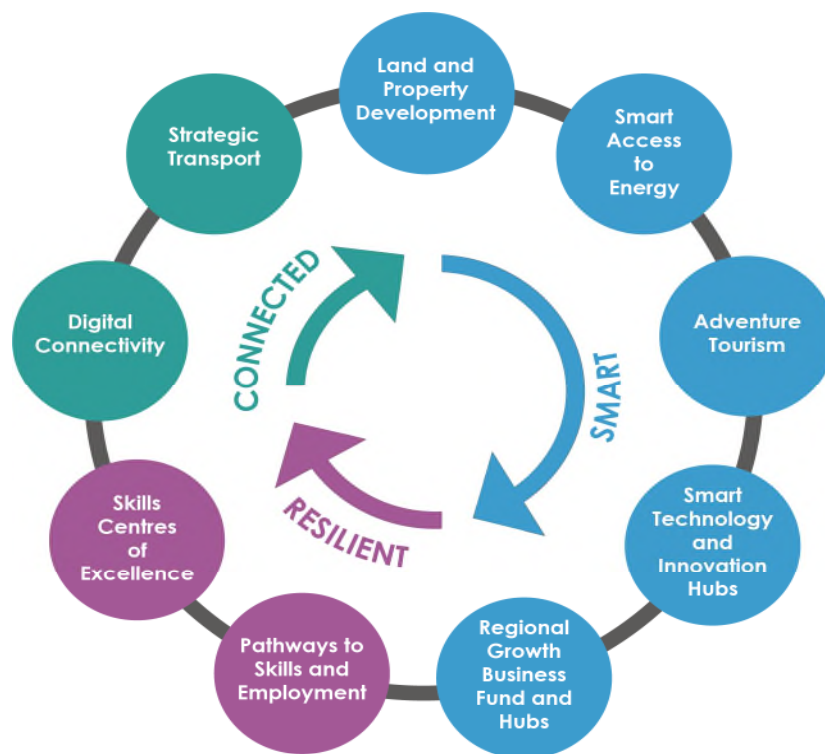 Land and
Property
Development
Smart
Access
to
Energy
Adventure
Tourism
Smart
Technology
and
Innovation
Hubs
Regional
Growth
Business
Fund and
Hubs
Pathways to
Skills and
Employment
Skills
Centres
of
Excellence
Digital
Connectivity
Strategic
Transport
CONNECTED
SMART
RESILIENT